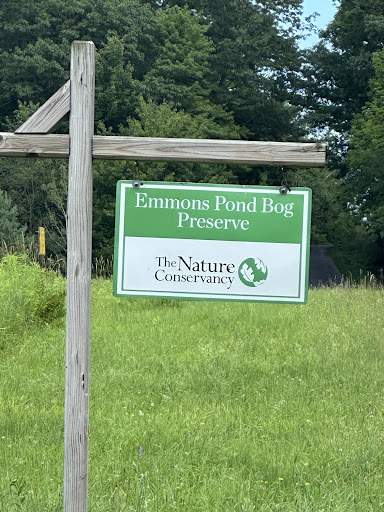 Emmons Pond Bog
Preserve
The Nature
Conservancy